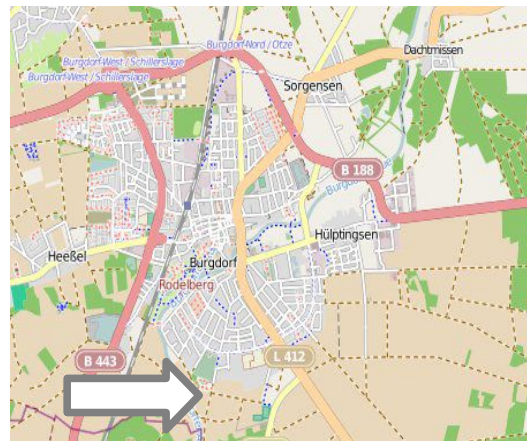 Burgdorf-Nord / Otze
Dachtmissen
Burgdorf-West / Schillerslage
Burgdorf-West / Schillerslage
Sorgensen
B 188
Hülptingsen
Heeßel
Burgdorf
Rodelberg
L 412
B 443